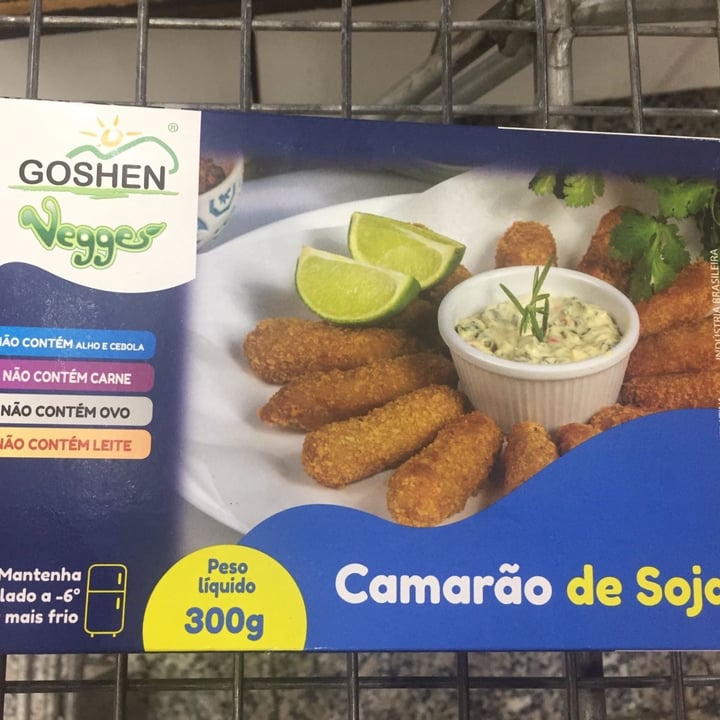 GOSHEN
®
Vegges
NÃO CONTÉM ALHO E CEBOLA
NÃO CONTÉM CARNE
NÃO CONTÉM OVO
NÃO CONTÉM LEITE
Mantenha
lado a -6°
mais frio
Peso
líquido
300g
Camarão de Soja
INDÚSTRIA BRASILEIRA